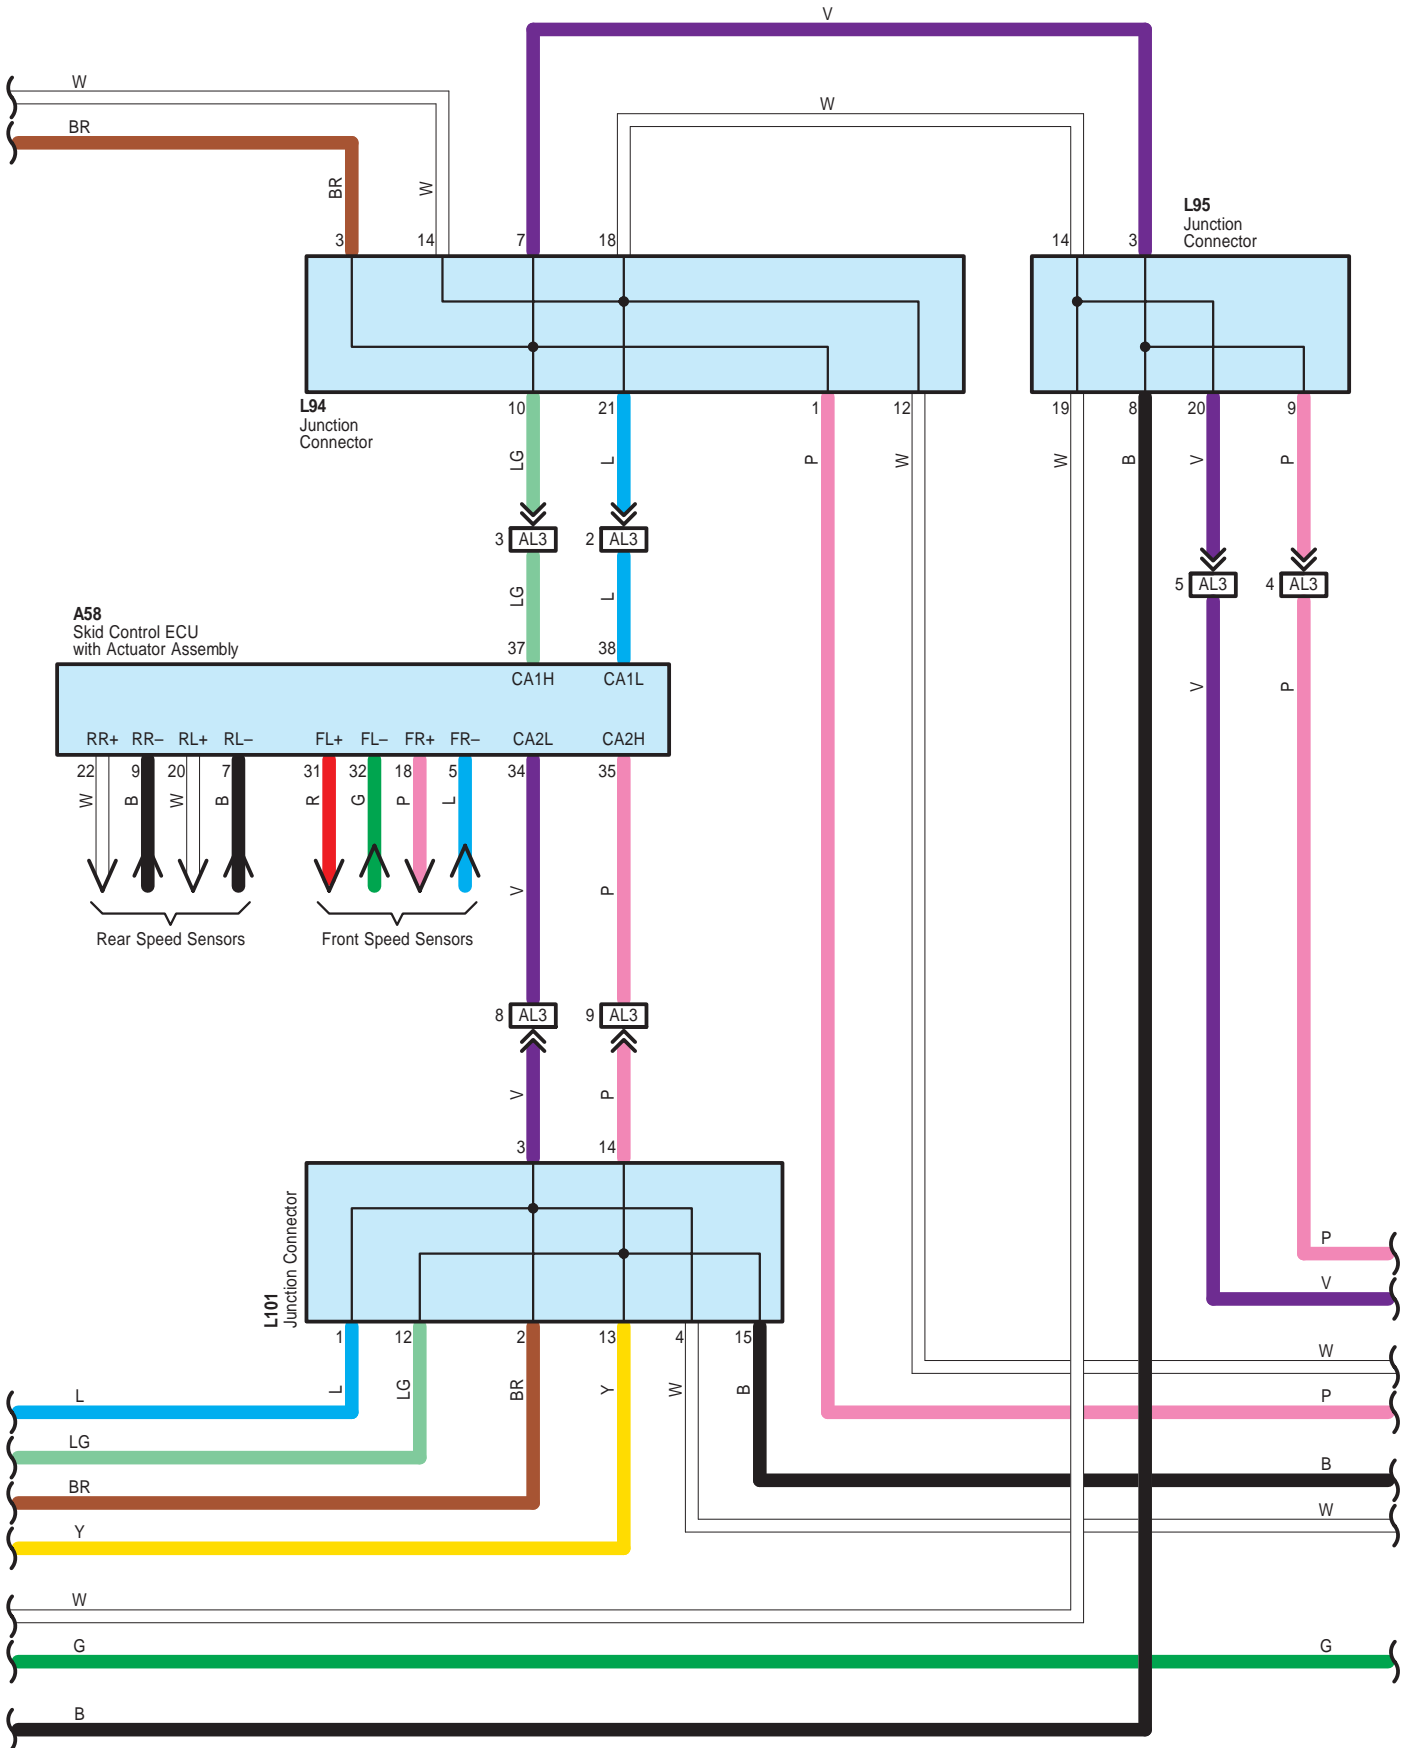 V
W
W
BR
BR
W
L95
Junction
Connector
3
14
7
18
14
3
L94
Junction
Connector
10
21
1
12
19
8
20
9
LG
L
P
W
W
B
V
P
3 AL3
2 AL3
5 AL3
4 AL3
LG
L
A58
Skid Control ECU
with Actuator Assembly
37
38
CA1H
CA1L
V
P
RR+
RR–
RL+
RL–
FL+
FL–
FR+
FR–
CA2L
CA2H
22
9
20
7
31
32
18
5
34
35
W
B
W
B
R
G
P
L
V
P
Rear Speed Sensors
Front Speed Sensors
8 AL3
9 AL3
V
P
3
14
L101
Junction Connector
P
V
1
12
2
13
4
15
W
L
LG
BR
Y
W
B
L
P
LG
B
BR
W
Y
W
G
G
B